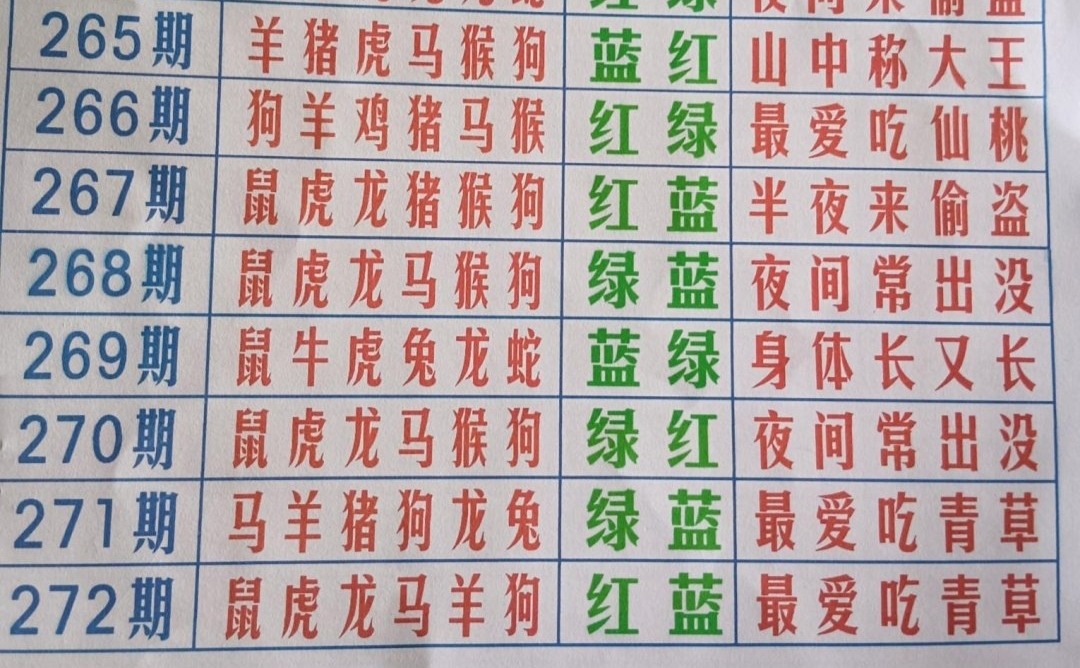 265期 羊猪虎马猴狗 蓝红 山中称大王
266期 狗羊鸡猪马猴 红绿 最爱吃仙桃
267期 鼠虎龙猪猴狗 红蓝 半夜来偷盗
268期 鼠虎龙马猴狗 绿蓝 夜间常出没
269期 鼠牛虎兔龙蛇 蓝绿 身体长又长
270期 鼠虎龙马猴狗 绿红 夜间常出没
271期 马羊猪狗龙兔 绿蓝 最爱吃青草
272期 鼠虎龙马羊狗 红蓝 最爱吃青草